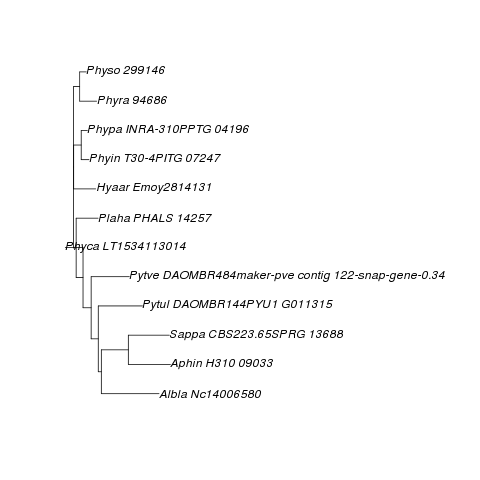 Physo 299146
Phyra 94686
Phypa INRA-310PPTG 04196
Phyin T30-4PITG 07247
Hyaar Emoy2814131
Plaha PHALS 14257
Phyca LT1534113014
Pytve DAOMBR484maker-pve contig 122-snap-gene-0.34
Pytul DAOMBR144PYU1 G011315
Sappa CBS223.65SPRG 13688
Aphin H310 09033
Albla Nc14006580